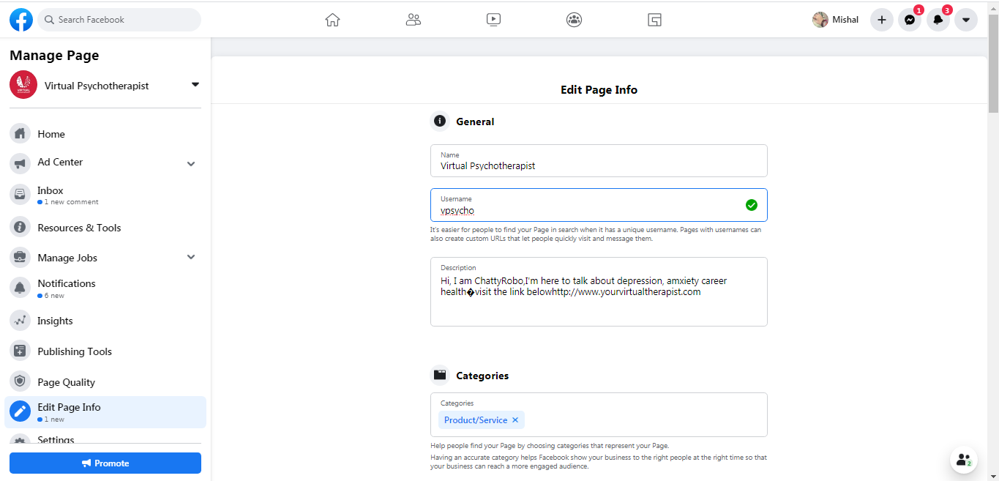 Search Facebook
Mishal
1
3
Manage Page
VIRTUAL
Virtual Psychotherapist
Home
Ad Center
Inbox
1 new comment
Resources & Tools
Manage Jobs
Notifications
6 new
Insights
Publishing Tools
Page Quality
Edit Page Info
1 new
Settings
Promote
Edit Page Info
General
Name
Virtual Psychotherapist
Username
vpsycho
It's easier for people to find your Page in search when it has a unique username. Pages with usernames can
also create custom URLs that let people quickly visit and message them.
Description
Hi, I am ChattyRobo,I'm here to talk about depression, amxiety career
health�visit the link belowhttp://www.yourvirtualtherapist.com
Categories
Categories
Product/Service ✕
Help people find your Page by choosing categories that represent your Page.
Having an accurate category helps Facebook show your business to the right people at the right time so that
your business can reach a more engaged audience.
2